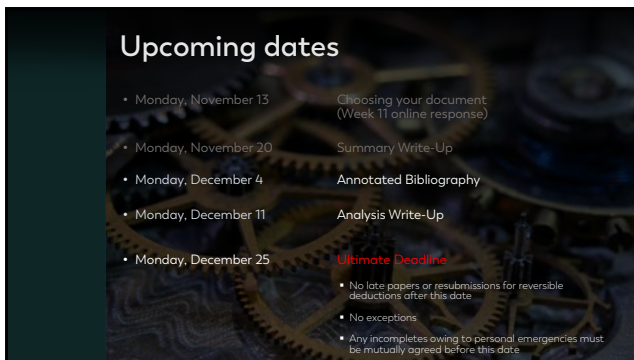 Upcoming dates
• Monday, November 13 Choosing your document
(Week 11 online response)
• Monday, November 20 Summary Write-Up
• Monday, December 4 Annotated Bibliography
• Monday, December 11 Analysis Write-Up
• Monday, December 25 Ultimate Deadline
▪ No late papers or resubmissions for reversible
deductions after this date
▪ No exceptions
▪ Any incompletes owing to personal emergencies must
be mutually agreed before this date